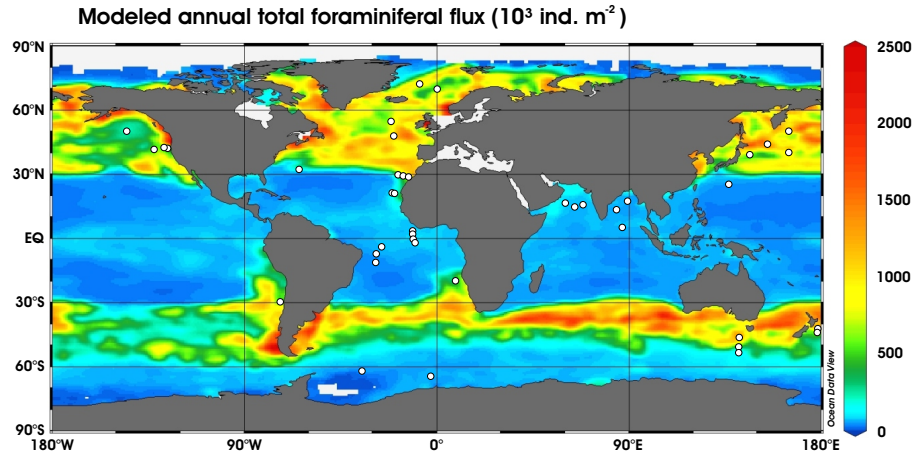 Modeled annual total foraminiferal flux (10³ ind. m⁻²)
90°N
60°N
30°N
EQ
30°S
60°S
90°S
180°W
90°W
0°
90°E
180°E
2500
2000
1500
1000
500
0
Ocean Data View